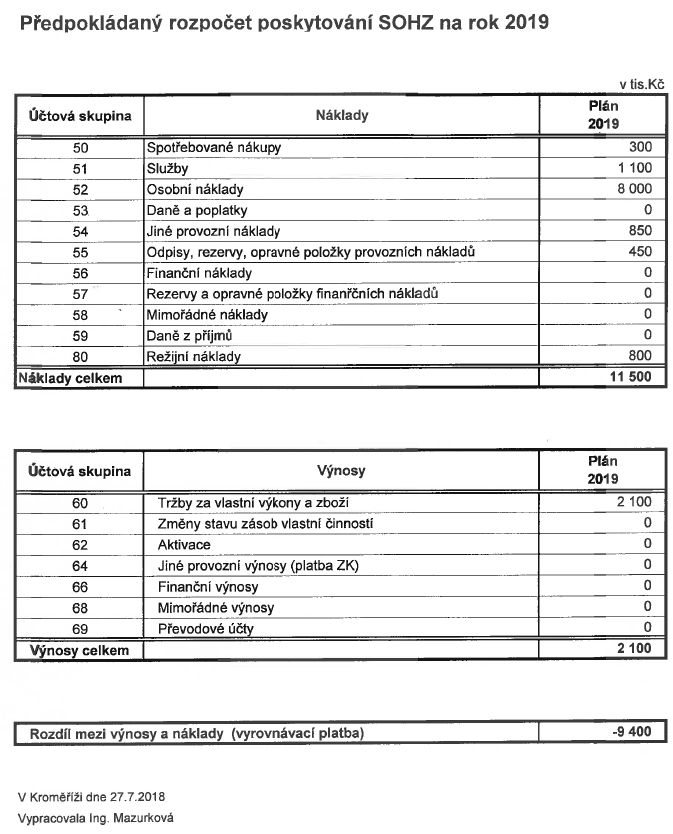 Předpokládaný rozpočet poskytování SOHZ na rok 2019
v tis.Kč
Účtová skupina Náklady Plán 2019
50 Spotřebované nákupy 300
51 Služby 1 100
52 Osobní náklady 8 000
53 Daně a poplatky 0
54 Jiné provozní náklady 850
55 Odpisy, rezervy, opravné položky provozních nákladů 450
56 Finanční náklady 0
57 Rezervy a opravné položky finanřčních nákladů 0
58 Mimořádné náklady 0
59 Daně z příjmů 0
80 Režijní náklady 800
Náklady celkem 11 500
Účtová skupina Výnosy Plán 2019
60 Tržby za vlastní výkony a zboží 2 100
61 Změny stavu zásob vlastní činností 0
62 Aktivace 0
64 Jiné provozní výnosy (platba ZK) 0
66 Finanční výnosy 0
68 Mimořádné výnosy 0
69 Převodové účty 0
Výnosy celkem 2 100
Rozdíl mezi výnosy a náklady (vyrovnávací platba) -9 400
V Kroměříži dne 27.7.2018
Vypracovala Ing. Mazurková